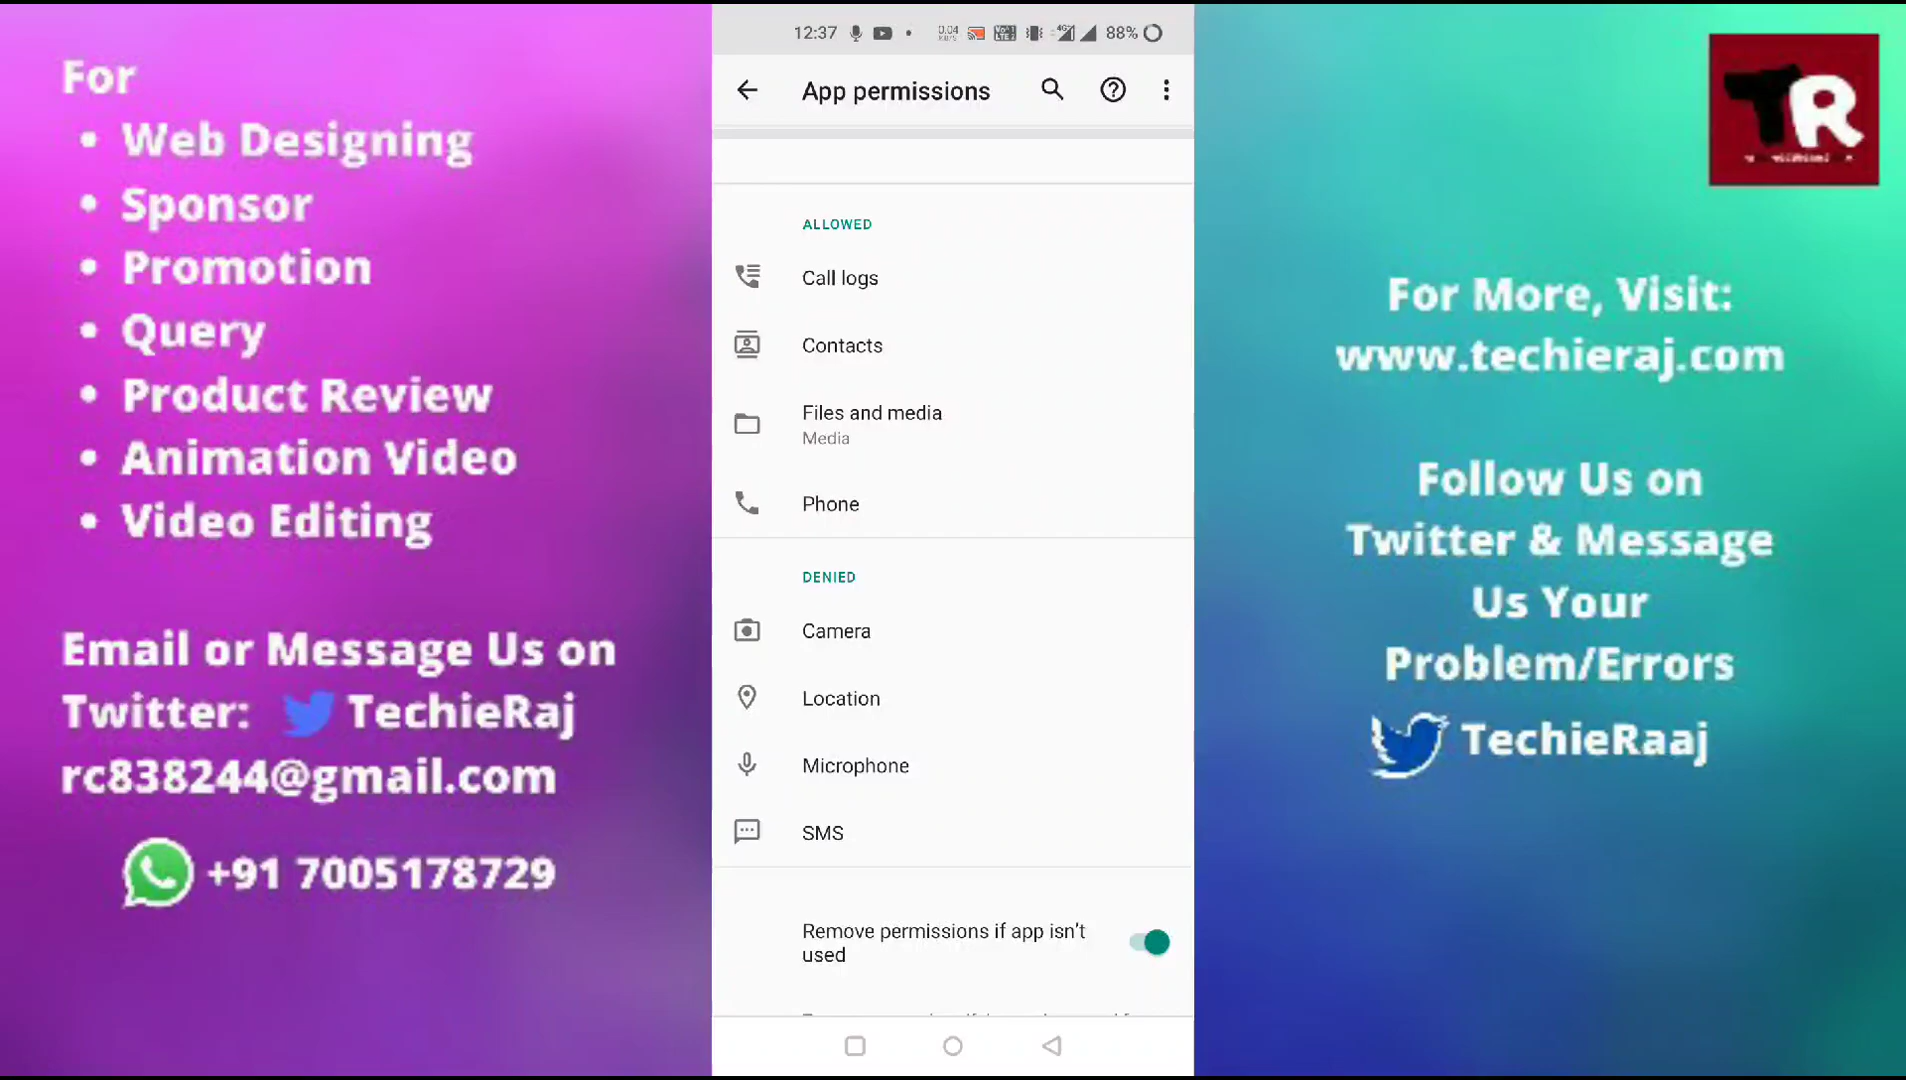 For
• Web Designing
• Sponsor
• Promotion
• Query
• Product Review
• Animation Video
• Video Editing
Email or Message Us on
Twitter: TechieRaj
rc838244@gmail.com
+91 7005178729
12:37
0.04
88%
App permissions
ALLOWED
Call logs
Contacts
Files and media
Media
Phone
DENIED
Camera
Location
Microphone
SMS
Remove permissions if app isn't
used
TR
For More, Visit:
www.techieraj.com
Follow Us on
Twitter & Message
Us Your
Problem/Errors
TechieRaaj